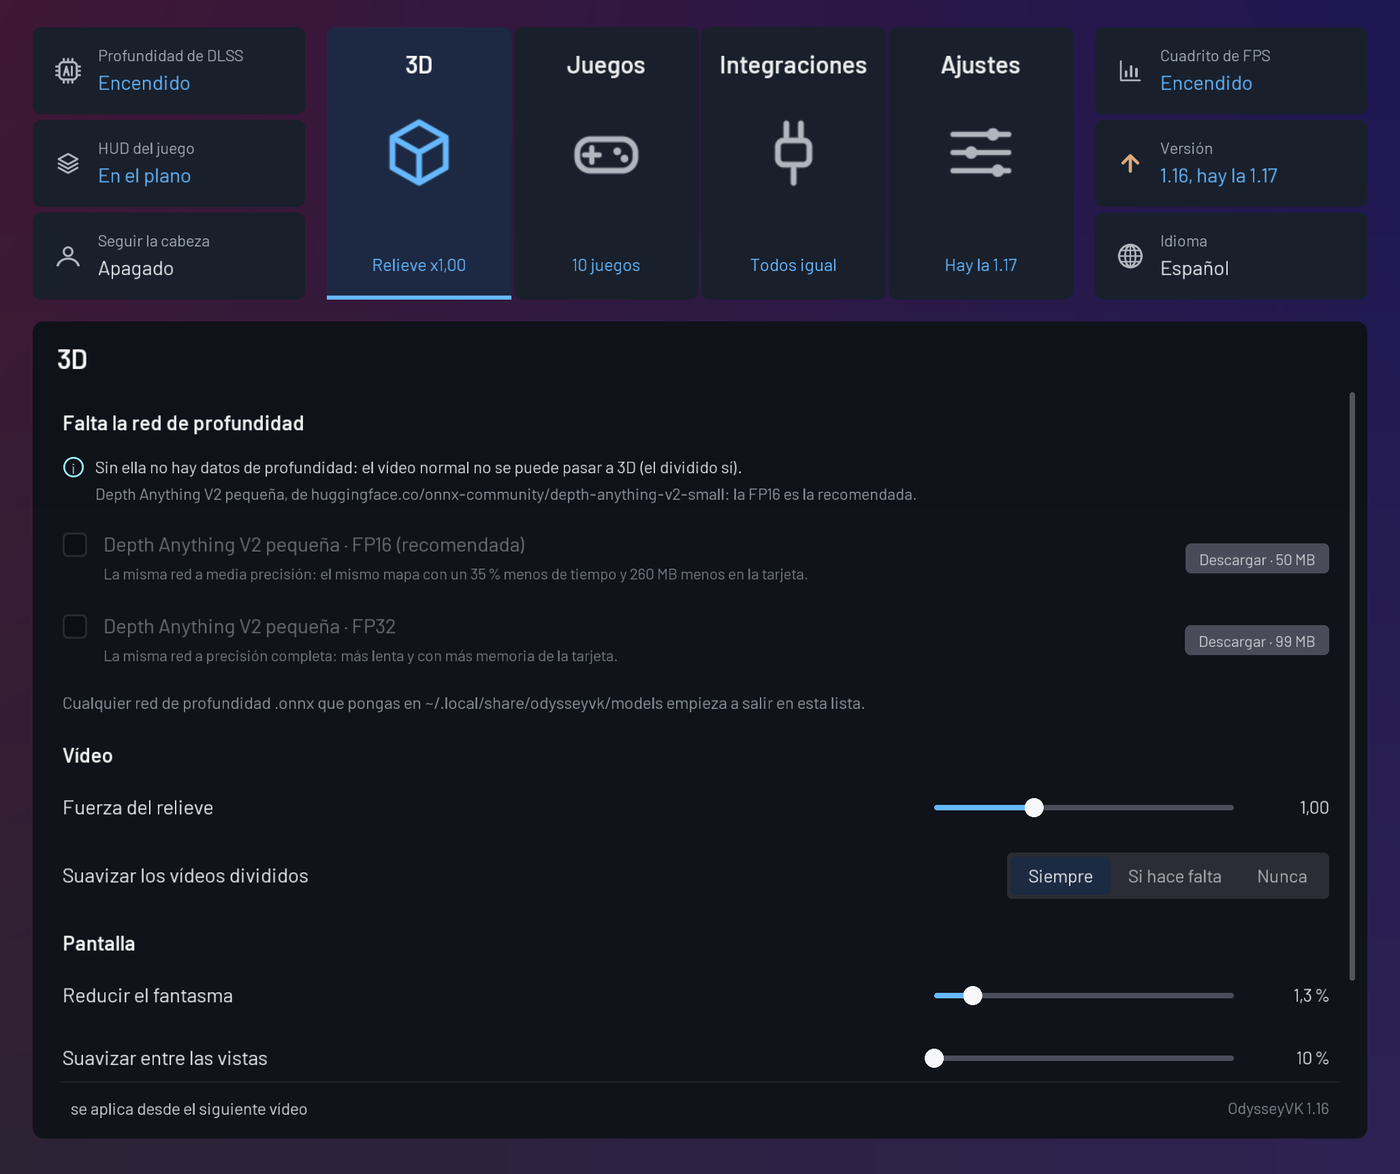 Profundidad de DLSS
Encendido
HUD del juego
En el plano
Seguir la cabeza
Apagado
3D
Relieve x1,00
Juegos
10 juegos
Integraciones
Todos igual
Ajustes
Hay la 1.17
Cuadrito de FPS
Encendido
Versión
1.16, hay la 1.17
Idioma
Español
3D
Falta la red de profundidad
Sin ella no hay datos de profundidad: el vídeo normal no se puede pasar a 3D (el dividido sí).
Depth Anything V2 pequeña, de huggingface.co/onnx-community/depth-anything-v2-small: la FP16 es la recomendada.
Depth Anything V2 pequeña · FP16 (recomendada)
La misma red a media precisión: el mismo mapa con un 35 % menos de tiempo y 260 MB menos en la tarjeta.
Descargar · 50 MB
Depth Anything V2 pequeña · FP32
La misma red a precisión completa: más lenta y con más memoria de la tarjeta.
Descargar · 99 MB
Cualquier red de profundidad .onnx que pongas en ~/.local/share/odysseyvk/models empieza a salir en esta lista.
Vídeo
Fuerza del relieve
1,00
Suavizar los vídeos divididos
Siempre Si hace falta Nunca
Pantalla
Reducir el fantasma
1,3 %
Suavizar entre las vistas
10 %
se aplica desde el siguiente vídeo
OdysseyVK 1.16